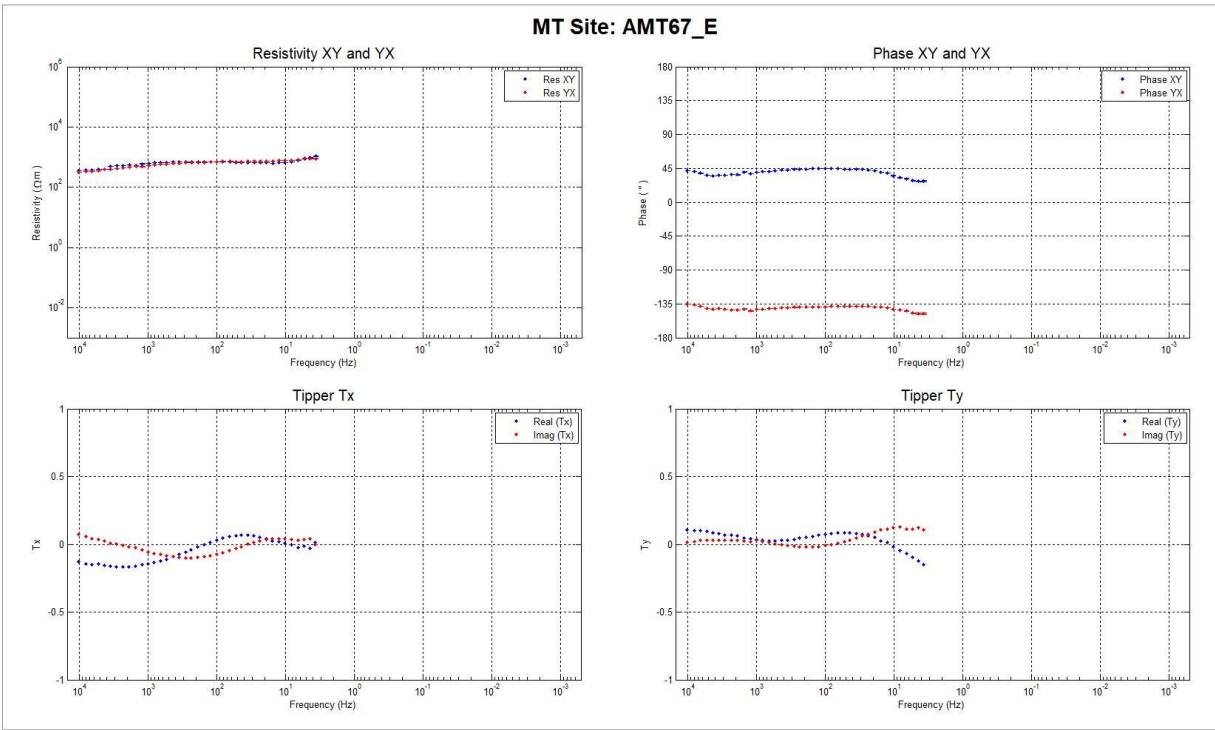 MT Site: AMT67_E
Resistivity XY and YX
10^6
10^4
10^2
10^0
10^-2
Resistivity (Ωm)
Res XY
Res YX
10^4 10^3 10^2 10^1 10^0 10^-1 10^-2 10^-3
Frequency (Hz)
Phase XY and YX
180
135
90
45
0
-45
-90
-135
-180
Phase ( ° )
Phase XY
Phase YX
10^4 10^3 10^2 10^1 10^0 10^-1 10^-2 10^-3
Frequency (Hz)
Tipper Tx
1
0.5
0
-0.5
-1
Tx
Real (Tx)
Imag (Tx)
10^4 10^3 10^2 10^1 10^0 10^-1 10^-2 10^-3
Frequency (Hz)
Tipper Ty
1
0.5
0
-0.5
-1
Ty
Real (Ty)
Imag (Ty)
10^4 10^3 10^2 10^1 10^0 10^-1 10^-2 10^-3
Frequency (Hz)